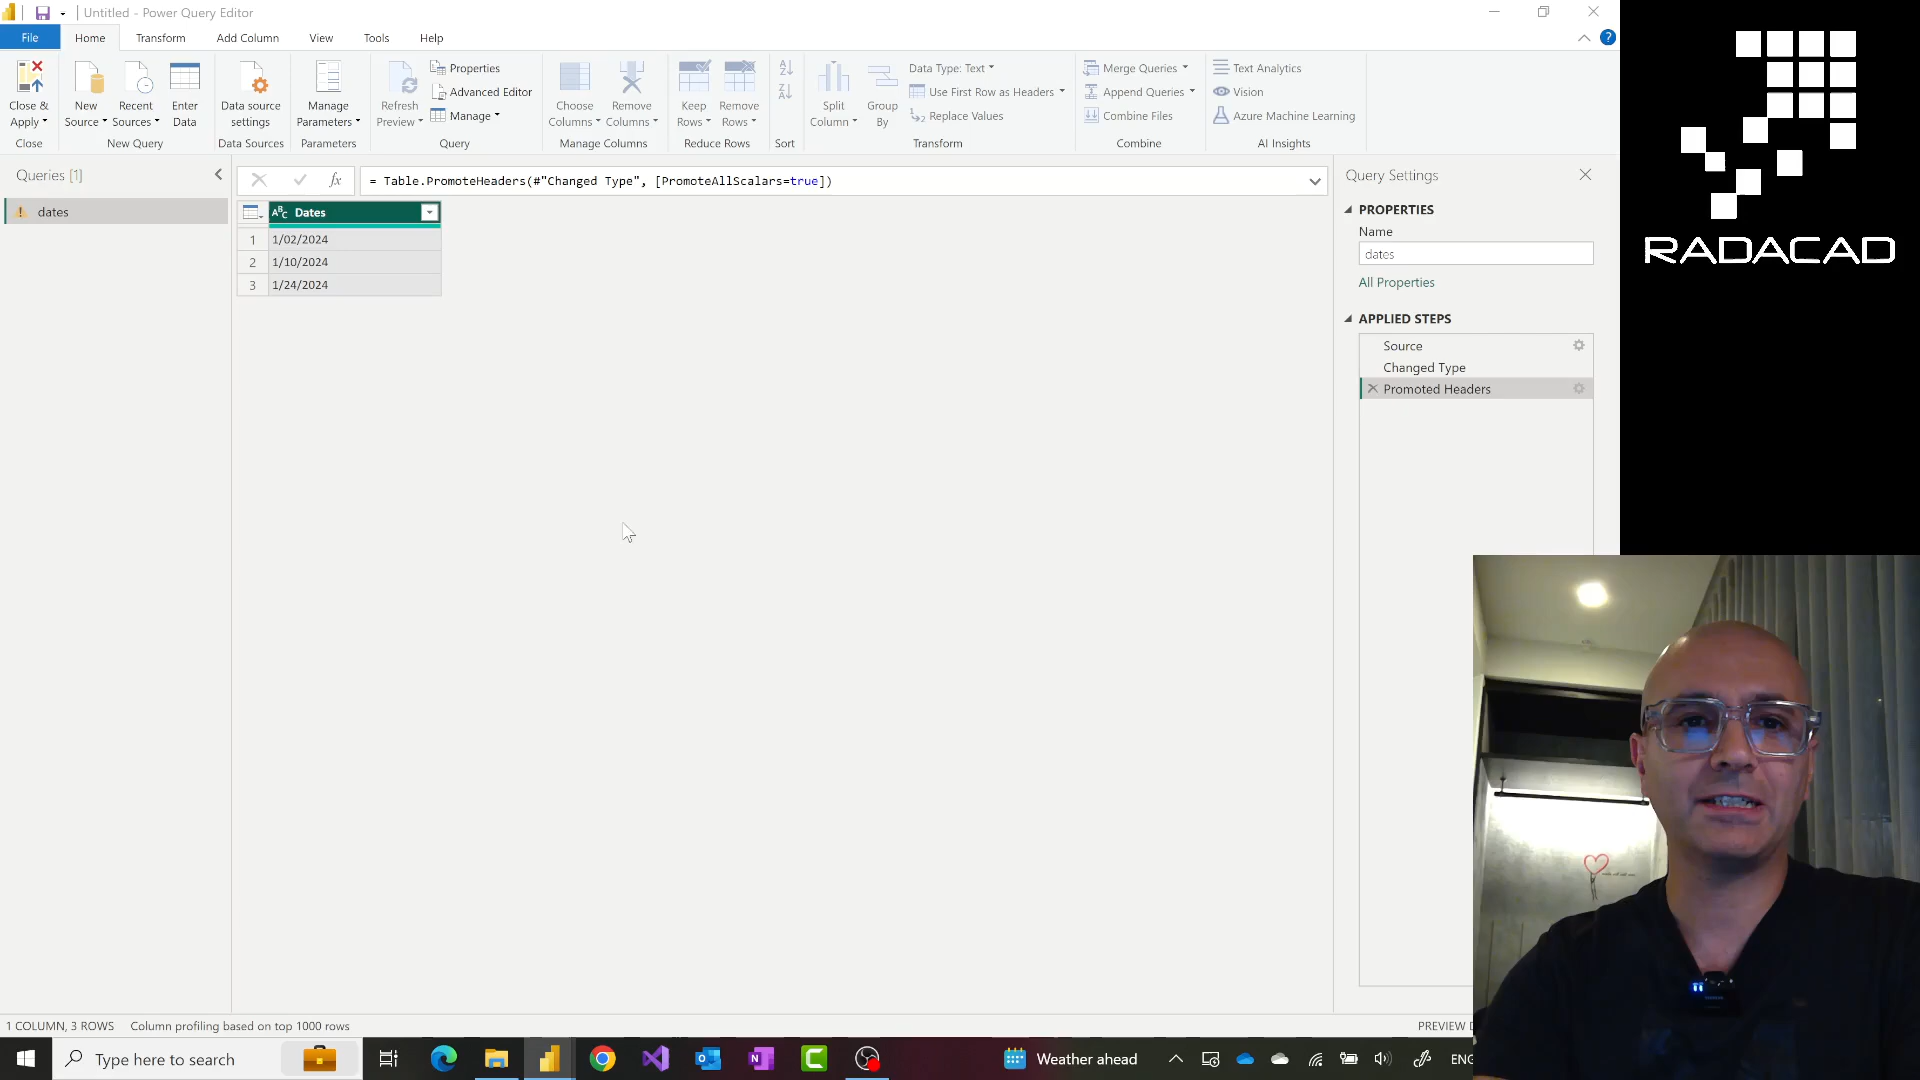 Untitled - Power Query Editor
File Home Transform Add Column View Tools Help
Close & Apply
Close
New Source
Recent Sources
Enter Data
New Query
Data source settings
Data Sources
Manage Parameters
Parameters
Refresh Preview
Properties
Advanced Editor
Manage
Query
Choose Columns
Remove Columns
Manage Columns
Keep Rows
Remove Rows
Reduce Rows
Sort
Split Column
Group By
Data Type: Text
Use First Row as Headers
Replace Values
Transform
Merge Queries
Append Queries
Combine Files
Combine
Text Analytics
Vision
Azure Machine Learning
AI Insights
RADACAD
Queries [1]
dates
fx = Table.PromoteHeaders(#"Changed Type", [PromoteAllScalars=true])
ABC Dates
1 1/02/2024
2 1/10/2024
3 1/24/2024
Query Settings
PROPERTIES
Name
dates
All Properties
APPLIED STEPS
Source
Changed Type
Promoted Headers
1 COLUMN, 3 ROWS Column profiling based on top 1000 rows
PREVIEW
Type here to search
Weather ahead
ENG